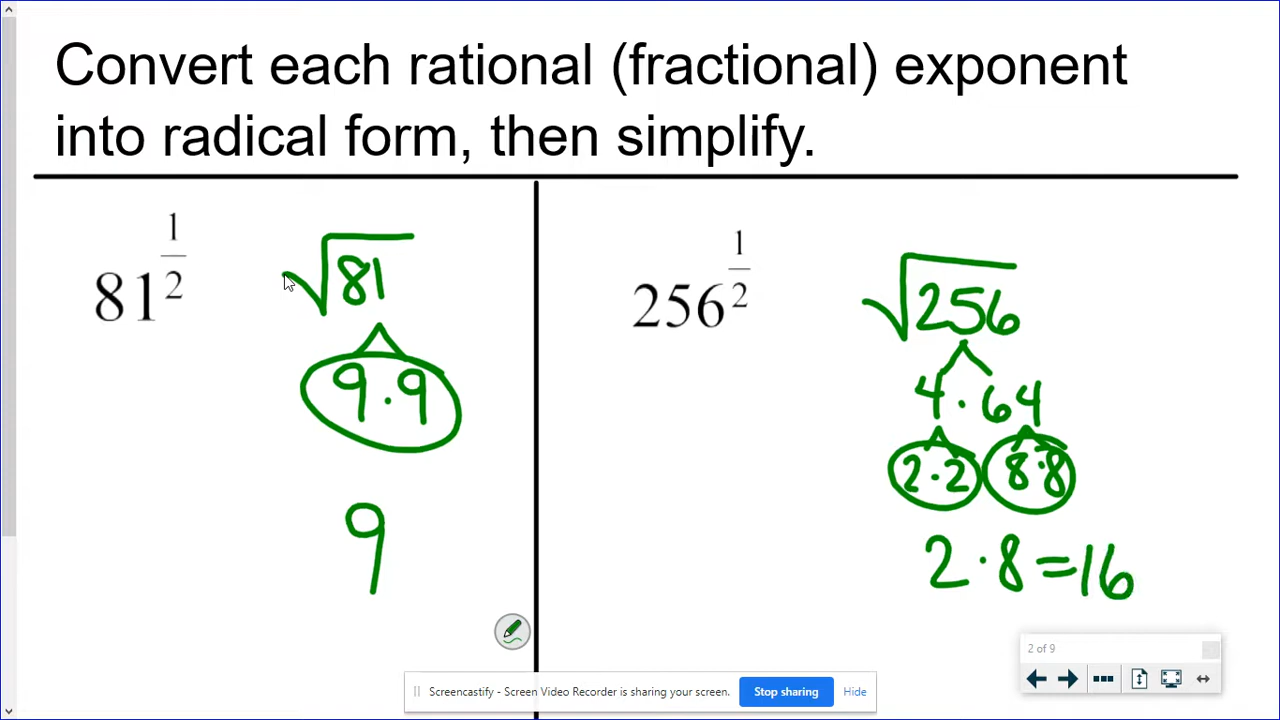 Convert each rational (fractional) exponent
into radical form, then simplify.
81^{1/2}
√81
9 · 9
9
256^{1/2}
√256
4 · 64
2 · 2 8 · 8
2 · 8 = 16
2 of 9
Screencastify - Screen Video Recorder is sharing your screen. Stop sharing Hide